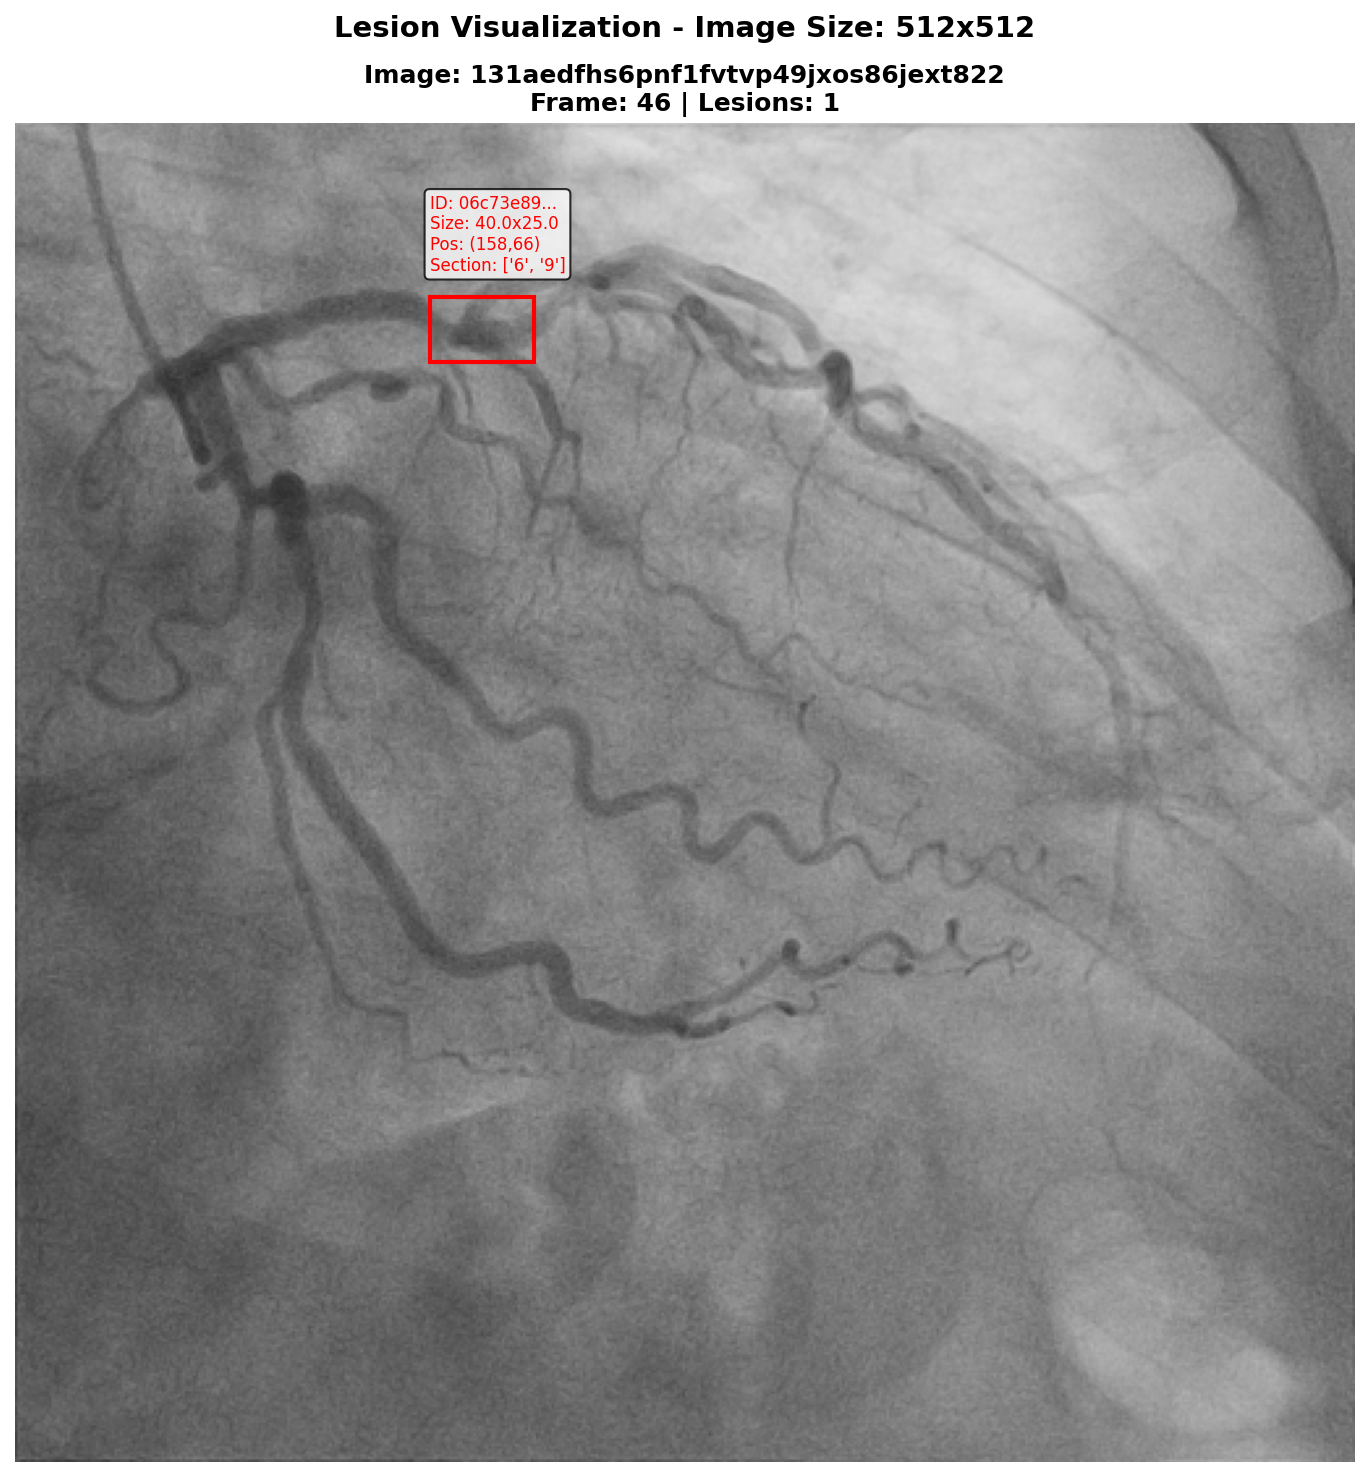 Lesion Visualization - Image Size: 512x512
Image: 131aedfhs6pnf1fvtvp49jxos86jext822
Frame: 46 | Lesions: 1
ID: 06c73e89...
Size: 40.0x25.0
Pos: (158,66)
Section: ['6', '9']